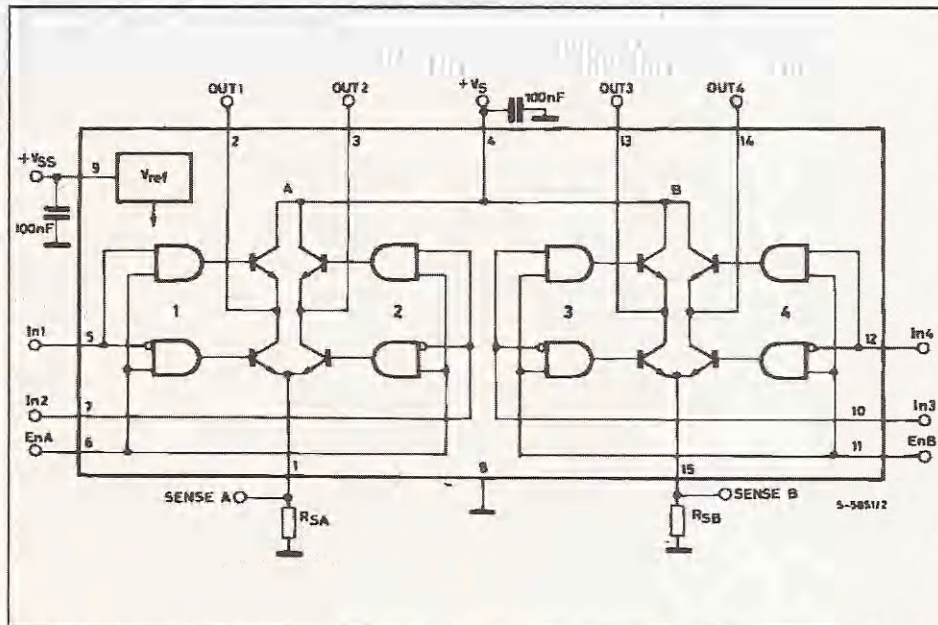 OUT1 OUT2 +VS 100nF OUT3 OUT4
2 3 4 13 14
+VSS 9 Vref A B
100nF
1 2 3 4
In1 5 12 In4
In2 7 10 In3
EnA 6 11 EnB
1 8 15
SENSE A SENSE B S-5851/2
RSA RSB